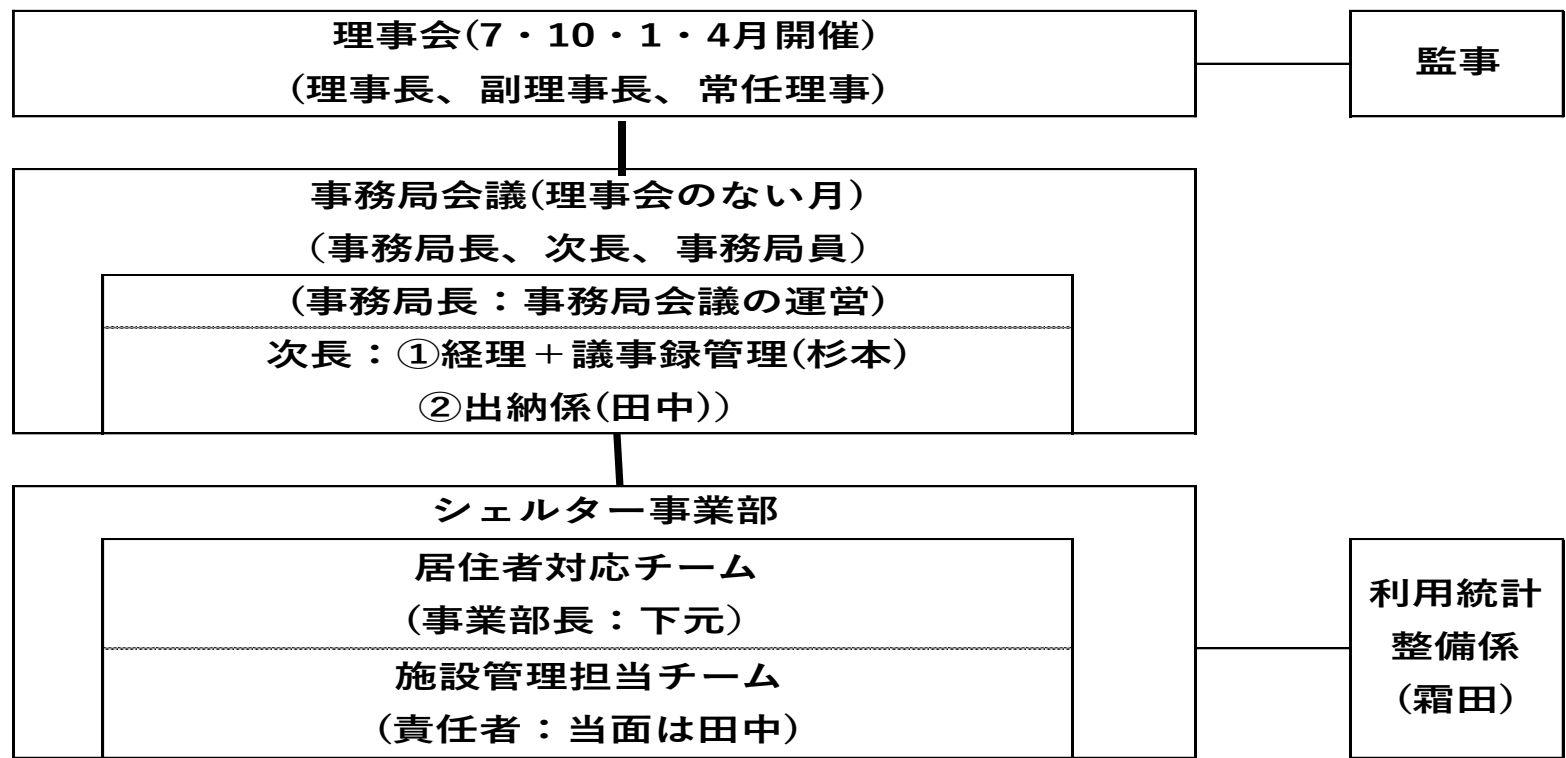 理事会(7・10・1・4月開催)
(理事長、副理事長、常任理事)
監事
事務局会議(理事会のない月)
(事務局長、次長、事務局員)
(事務局長：事務局会議の運営)
次長：①経理＋議事録管理(杉本)
②出納係(田中))
シェルター事業部
居住者対応チーム
(事業部長：下元)
施設管理担当チーム
(責任者：当面は田中)
利用統計
整備係
(霜田)